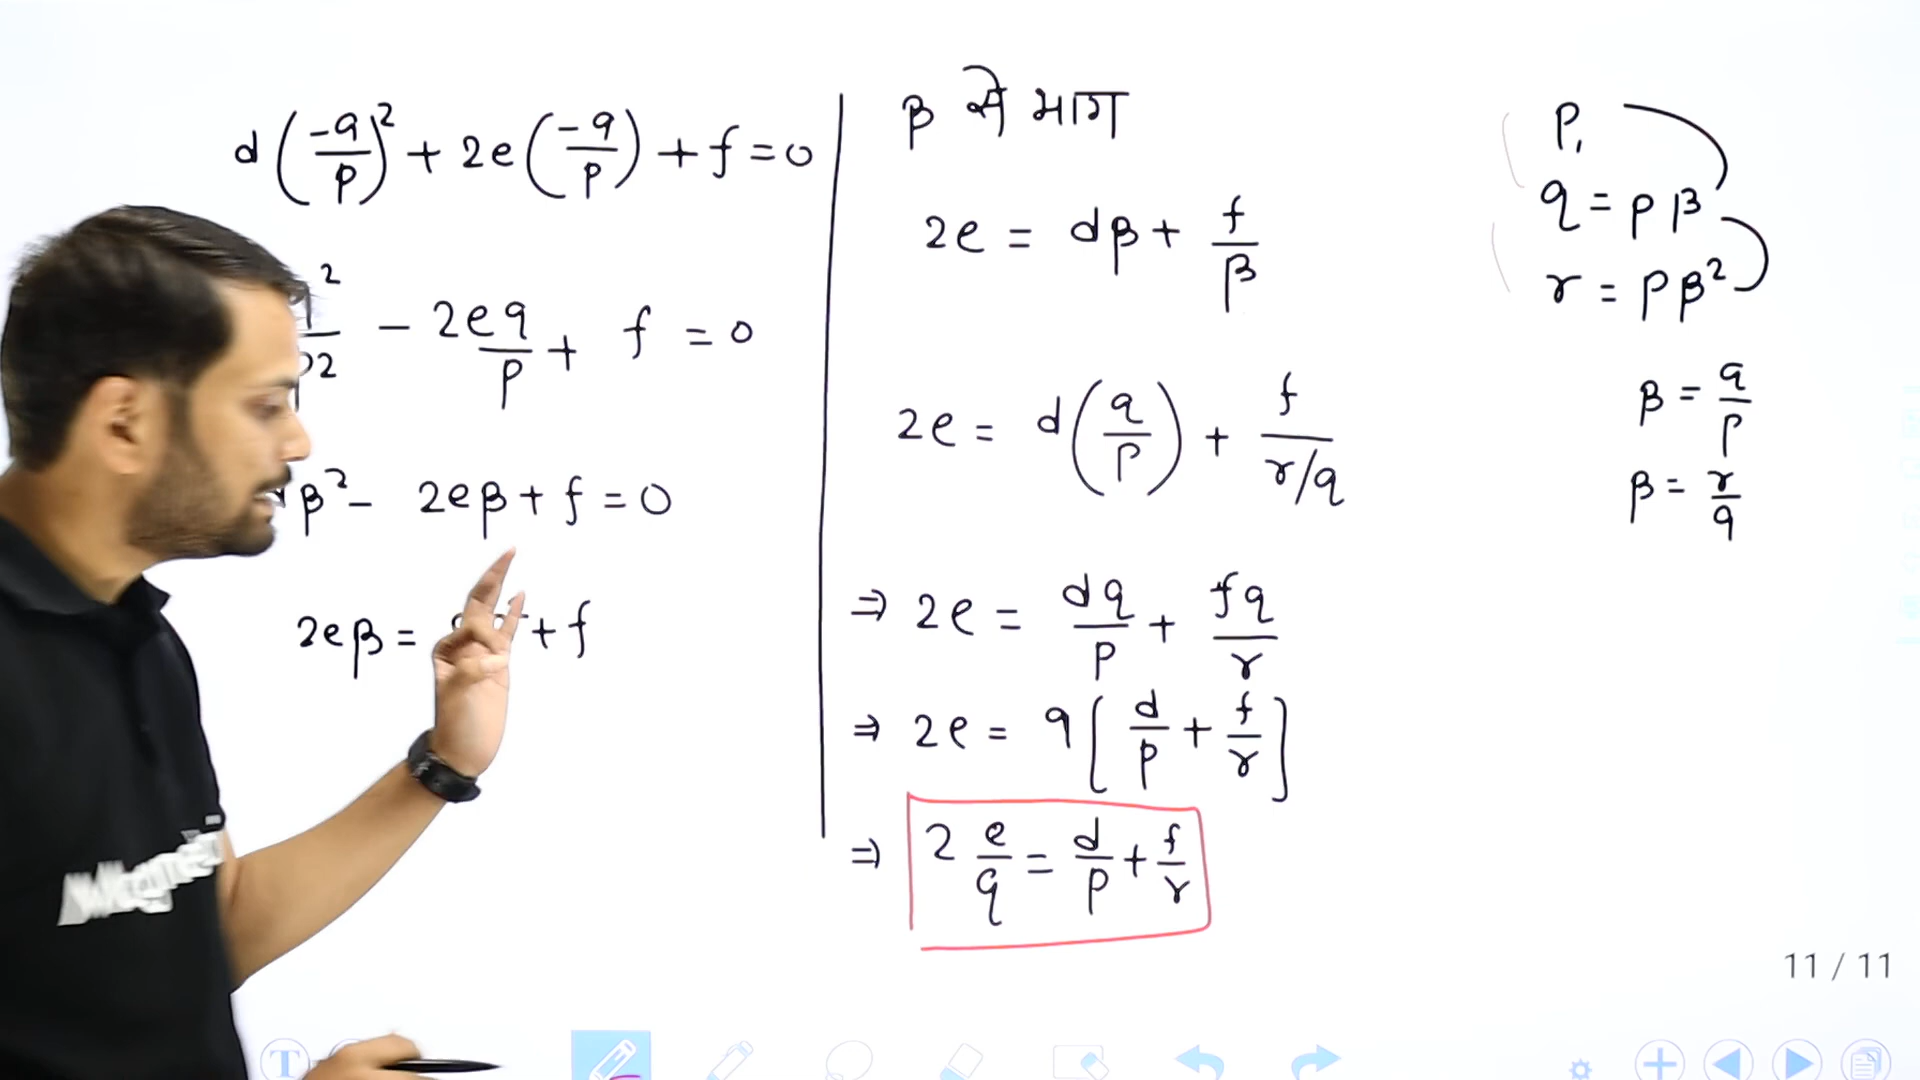 d(-q/p)² + 2e(-q/p) + f = 0
- 2eq/p + f = 0
β² - 2eβ + f = 0
2eβ = + f
β से भाग
2e = dβ + f/β
2e = d(q/p) + f/(r/q)
⇒ 2e = dq/p + fq/r
⇒ 2e = q[d/p + f/r]
⇒ 2 e/q = d/p + f/r
p,
q = pβ
r = pβ²
β = q/p
β = r/q
11 / 11
T